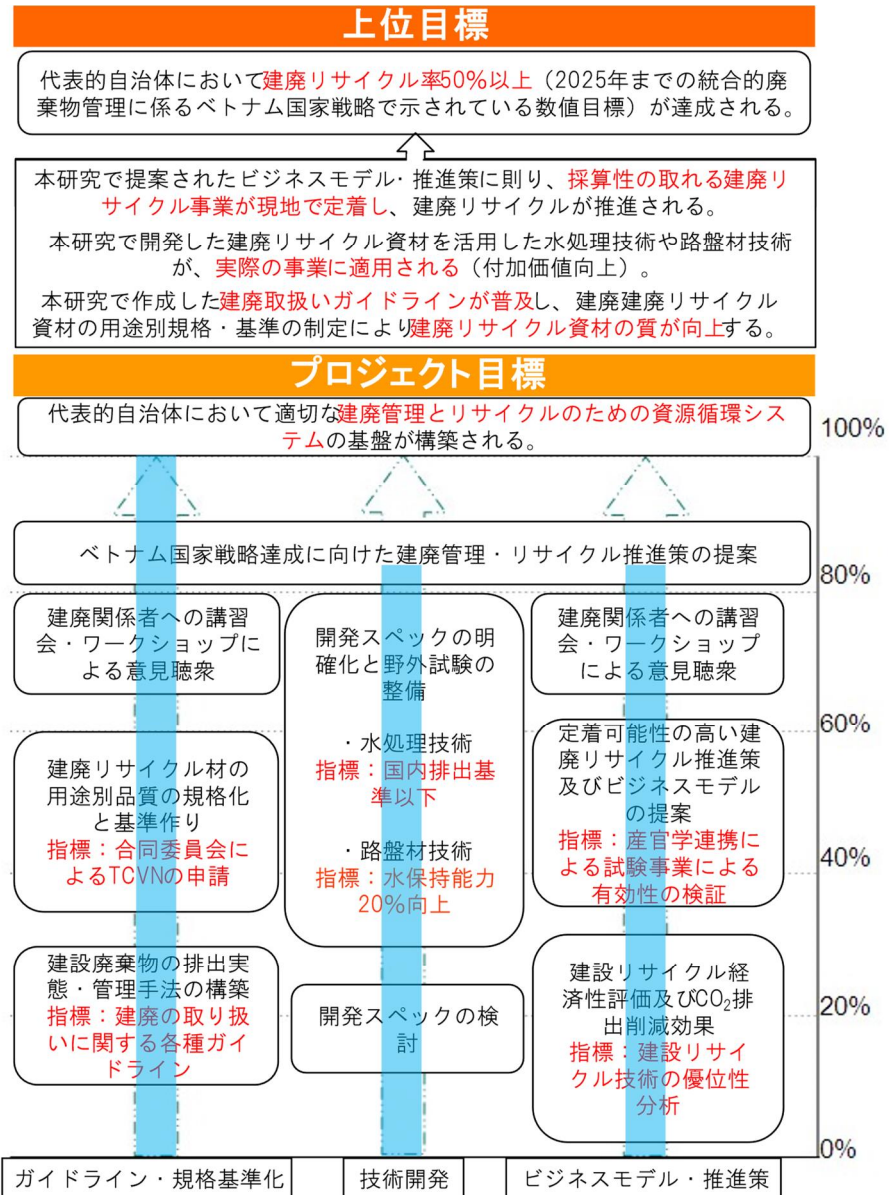 上位目標
代表的自治体において建廃リサイクル率50%以上（2025年までの統合的廃
棄物管理に係るベトナム国家戦略で示されている数値目標）が達成される。
本研究で提案されたビジネスモデル・推進策に則り、採算性の取れる建廃リ
サイクル事業が現地で定着し、建廃リサイクルが推進される。
本研究で開発した建廃リサイクル資材を活用した水処理技術や路盤材技術
が、実際の事業に適用される（付加価値向上）。
本研究で作成した建廃取扱いガイドラインが普及し、建廃建廃リサイクル
資材の用途別規格・基準の制定により建廃リサイクル資材の質が向上する。
プロジェクト目標
代表的自治体において適切な建廃管理とリサイクルのための資源循環シス
テムの基盤が構築される。
100%
ベトナム国家戦略達成に向けた建廃管理・リサイクル推進策の提案
80%
建廃関係者への講習
会・ワークショップに
よる意見聴衆
建廃リサイクル材の
用途別品質の規格化
と基準作り
指標：合同委員会に
よるTCVNの申請
建設廃棄物の排出実
態・管理手法の構築
指標：建廃の取り扱
いに関する各種ガイ
ドライン
開発スペックの明
確化と野外試験の
整備
・水処理技術
指標：国内排出基
準以下
・路盤材技術
指標：水保持能力
20%向上
開発スペックの検
討
建廃関係者への講習
会・ワークショップ
による意見聴衆
定着可能性の高い建
廃リサイクル推進策
及びビジネスモデル
の提案
指標：産官学連携に
よる試験事業による
有効性の検証
建設リサイクル経
済性評価及びCO₂排
出削減効果
指標：建設リサイ
クル技術の優位性
分析
60%
40%
20%
0%
ガイドライン・規格基準化
技術開発
ビジネスモデル・推進策